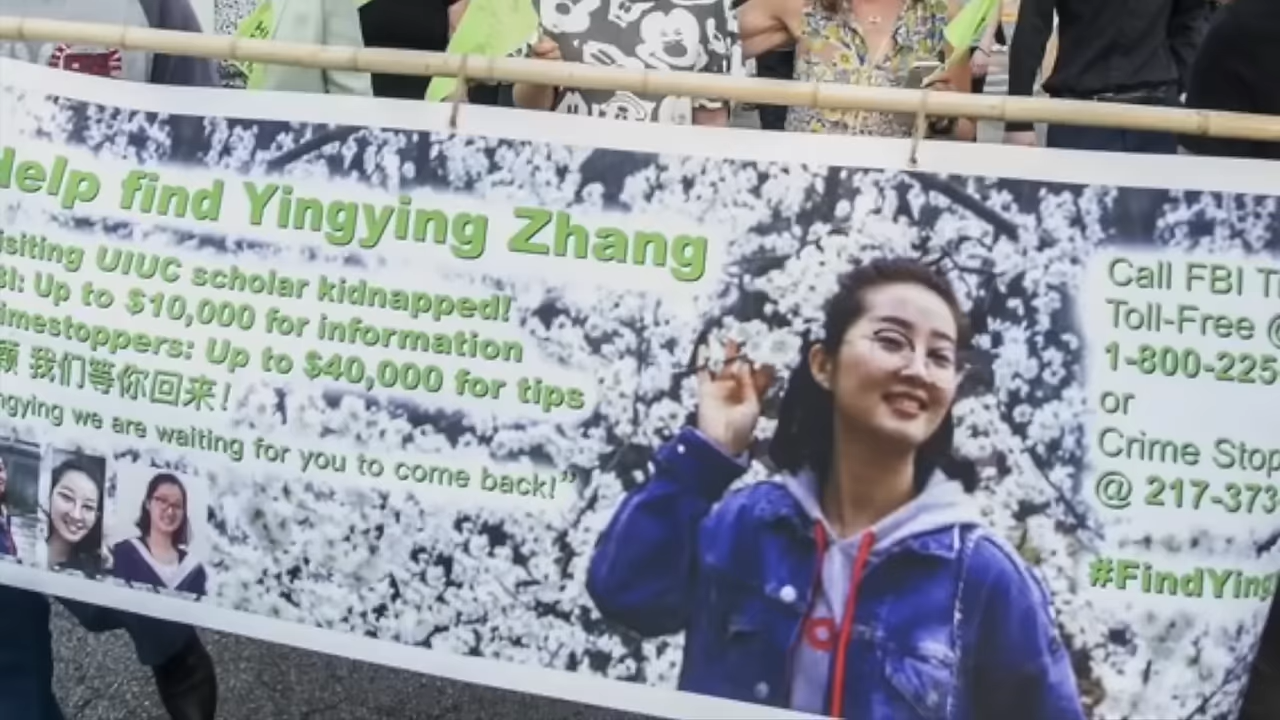 Help find Yingying Zhang
isiting UIUC scholar kidnapped!
BI: Up to $10,000 for information
imestoppers: Up to $40,000 for tips
颖 我们等你回来！
ngying we are waiting for you to come back!”
Call FBI T
Toll-Free @
1-800-225
or
Crime Stop
@ 217-373
#FindYing